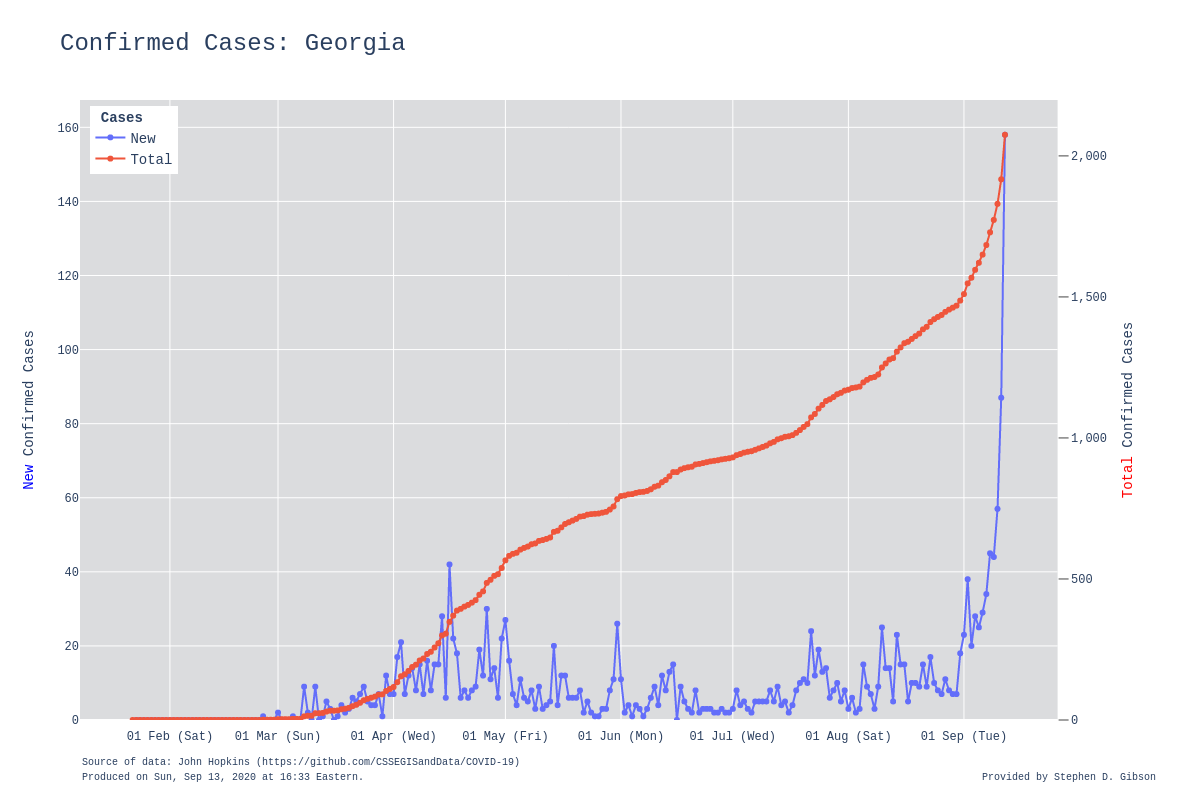 Confirmed Cases: Georgia
Cases
New
Total
160
140
120
100
80
60
40
20
0
New Confirmed Cases
2,000
1,500
1,000
500
0
Total Confirmed Cases
01 Feb (Sat) 01 Mar (Sun) 01 Apr (Wed) 01 May (Fri) 01 Jun (Mon) 01 Jul (Wed) 01 Aug (Sat) 01 Sep (Tue)
Source of data: John Hopkins (https://github.com/CSSEGISandData/COVID-19)
Produced on Sun, Sep 13, 2020 at 16:33 Eastern.
Provided by Stephen D. Gibson